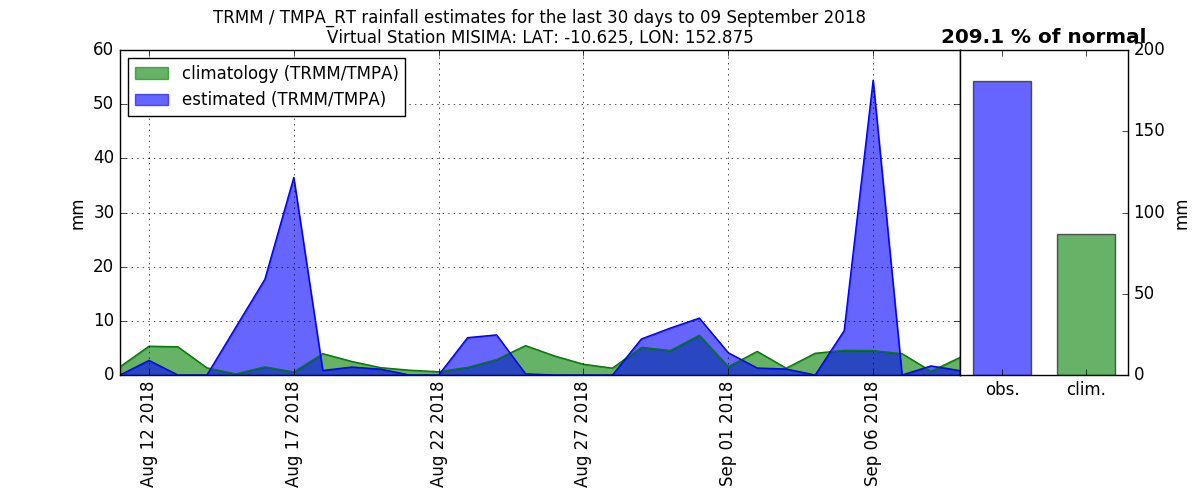 TRMM / TMPA_RT rainfall estimates for the last 30 days to 09 September 2018
Virtual Station MISIMA: LAT: -10.625, LON: 152.875
209.1 % of normal
climatology (TRMM/TMPA)
estimated (TRMM/TMPA)
60
50
40
30
20
10
0
mm
Aug 12 2018
Aug 17 2018
Aug 22 2018
Aug 27 2018
Sep 01 2018
Sep 06 2018
200
150
100
50
0
mm
obs.
clim.